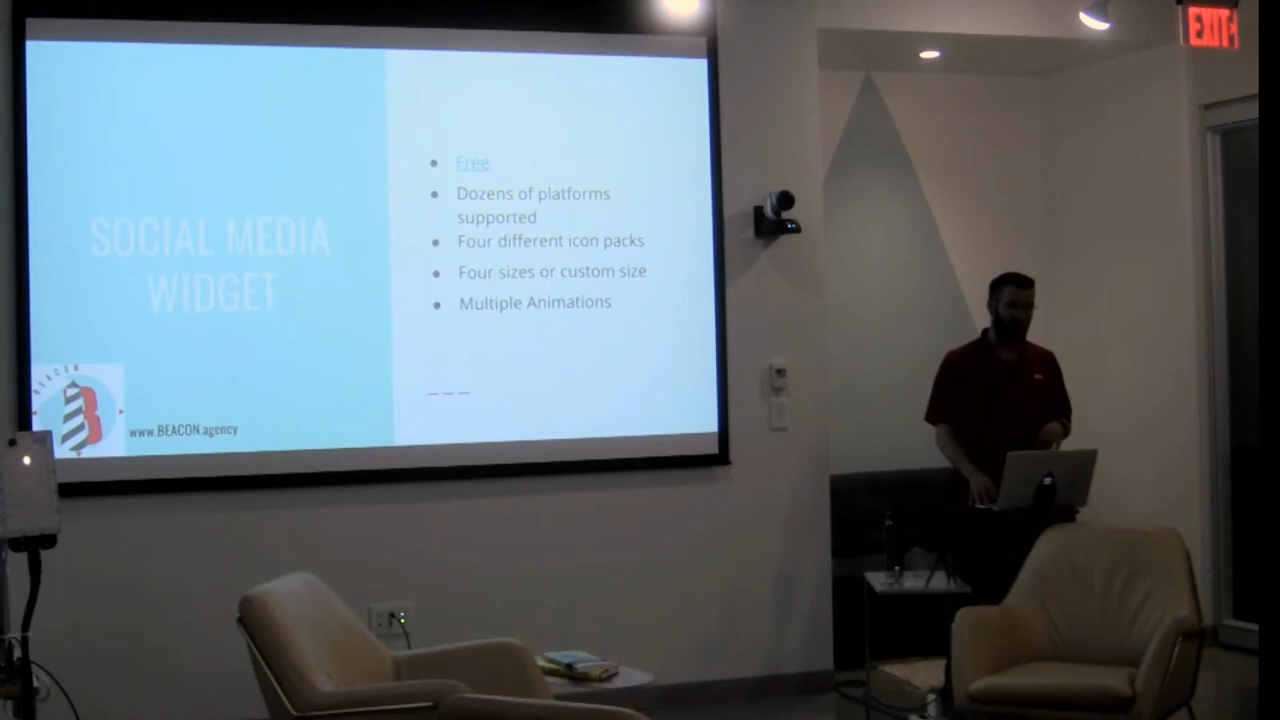 EXIT
SOCIAL MEDIA
WIDGET
Free
Dozens of platforms
supported
Four different icon packs
Four sizes or custom size
Multiple Animations
BEACON
B
www.BEACON.agency